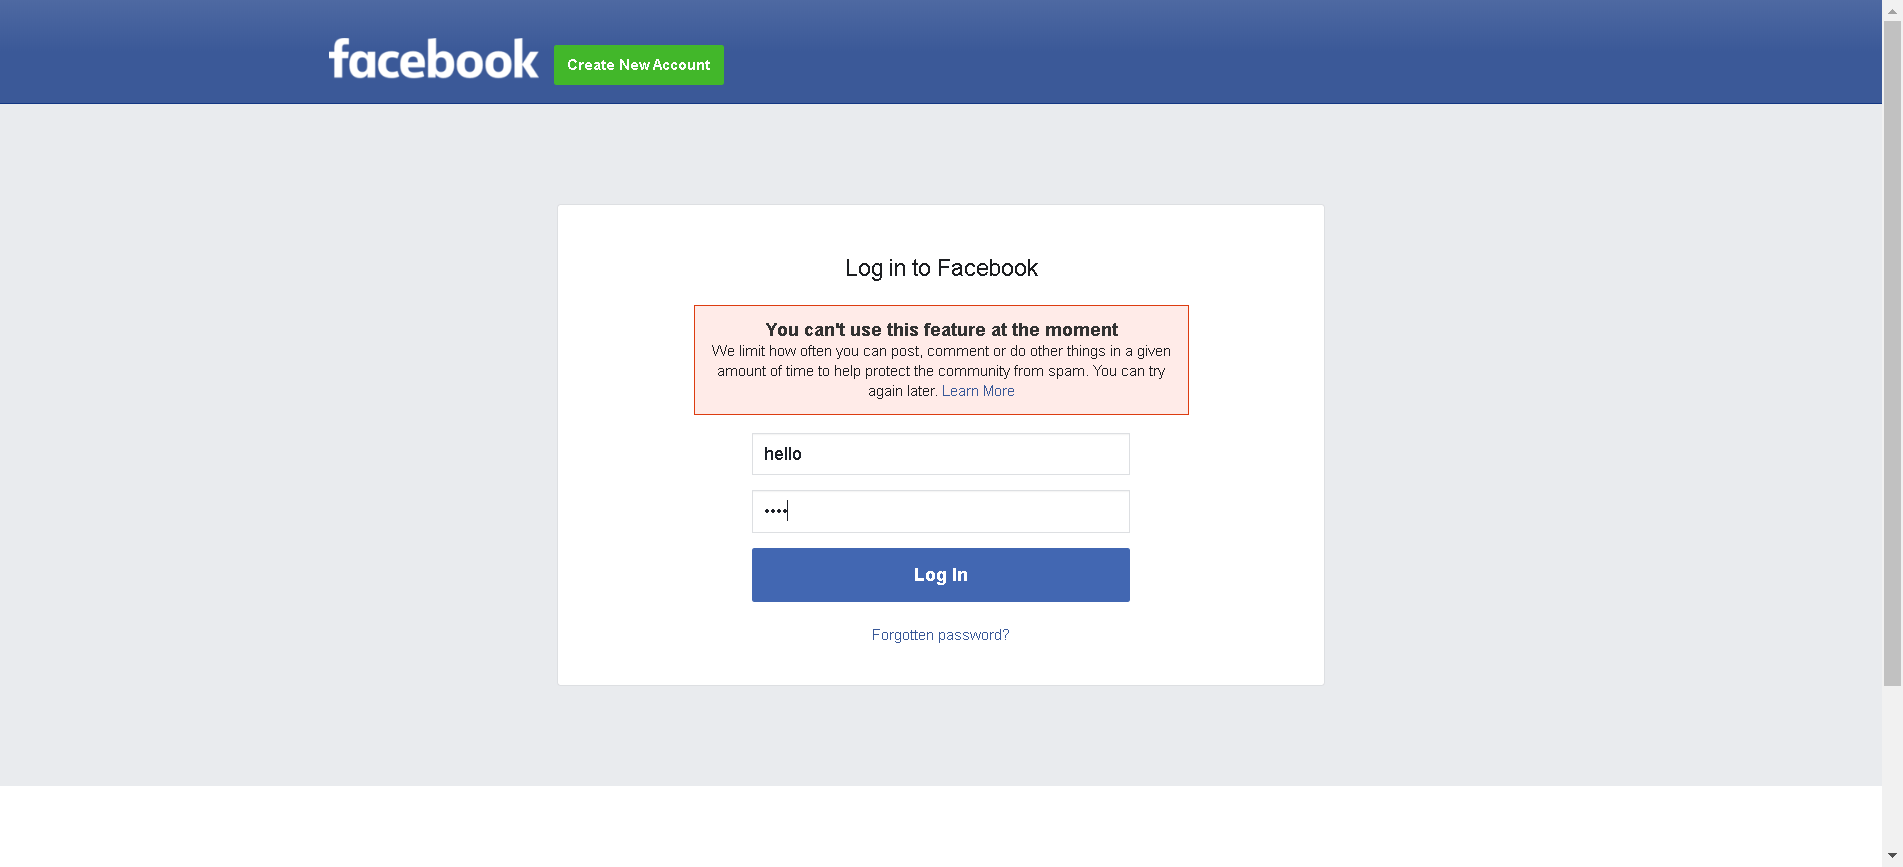 facebook
Create New Account
Log in to Facebook
You can't use this feature at the moment
We limit how often you can post, comment or do other things in a given
amount of time to help protect the community from spam. You can try
again later. Learn More
hello
••••
Log In
Forgotten password?